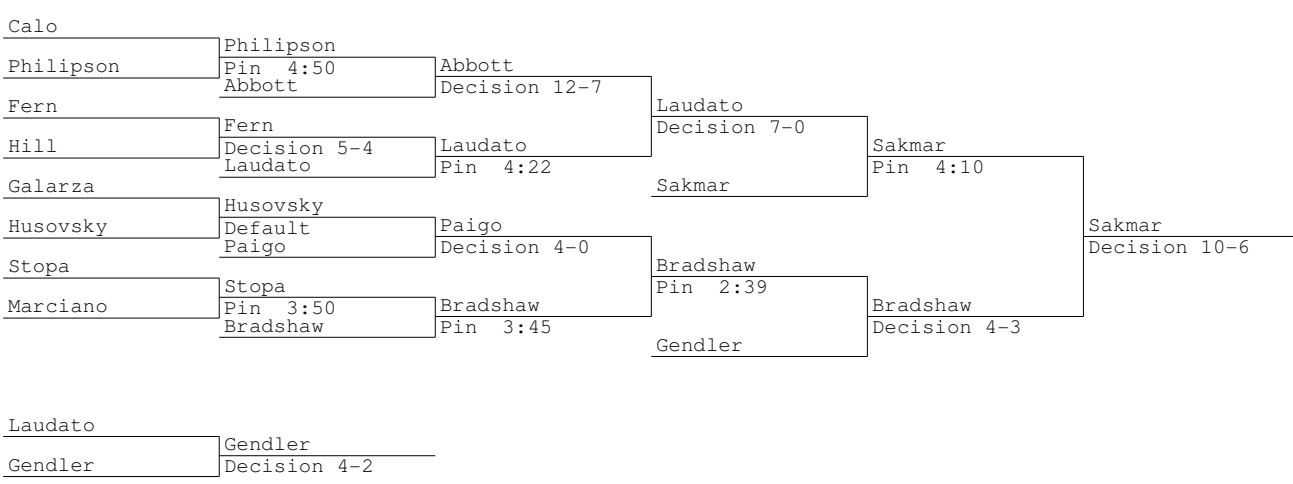 Calo
Philipson
Philipson
Pin 4:50
Abbott
Abbott
Decision 12-7
Fern
Hill
Fern
Decision 5-4
Laudato
Laudato
Pin 4:22
Laudato
Decision 7-0
Sakmar
Sakmar
Pin 4:10
Galarza
Husovsky
Husovsky
Default
Paigo
Paigo
Decision 4-0
Stopa
Marciano
Stopa
Pin 3:50
Bradshaw
Bradshaw
Pin 3:45
Bradshaw
Pin 2:39
Gendler
Bradshaw
Decision 4-3
Sakmar
Decision 10-6
Laudato
Gendler
Gendler
Decision 4-2